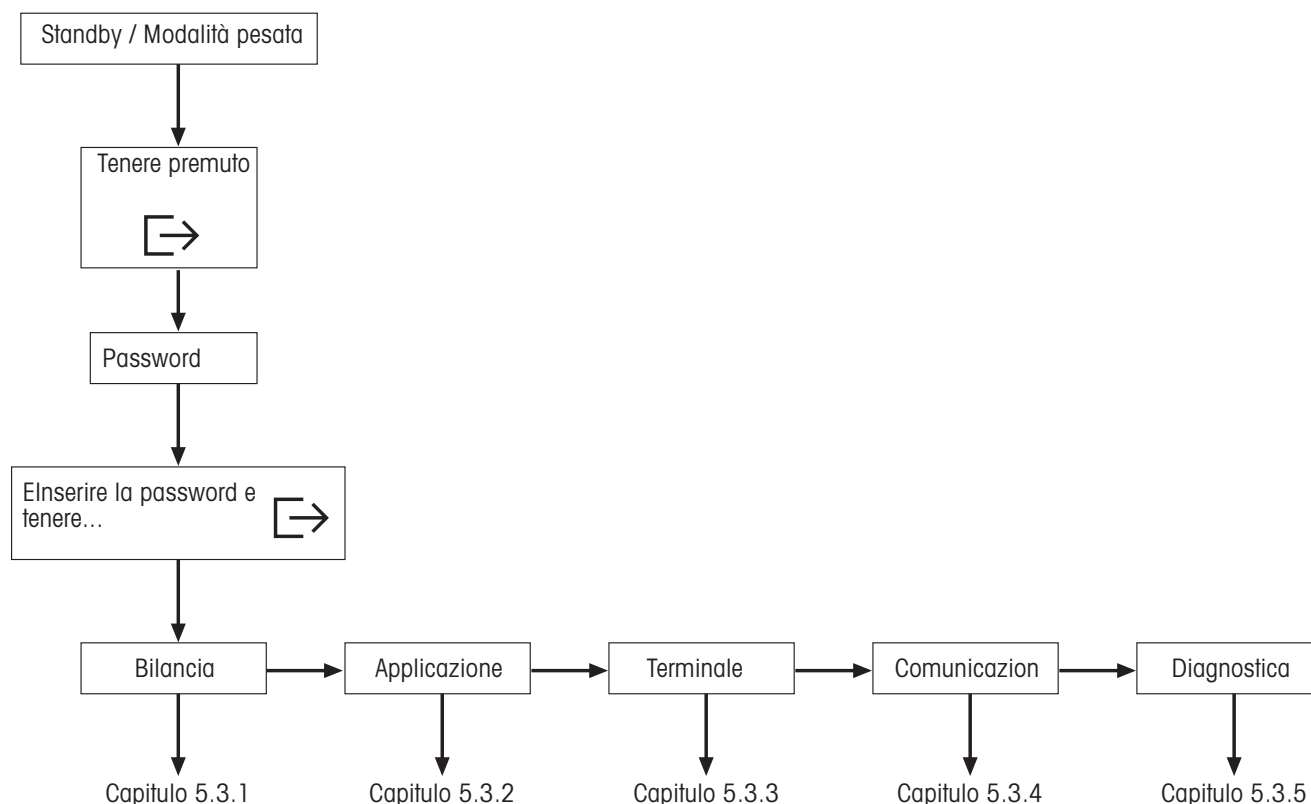 Standby / Modalità pesata
Tenere premuto
Password
EInserire la password e
tenere...
Bilancia
Applicazione
Terminale
Comunicazion
Diagnostica
Capitulo 5.3.1
Capitulo 5.3.2
Capitulo 5.3.3
Capitulo 5.3.4
Capitulo 5.3.5